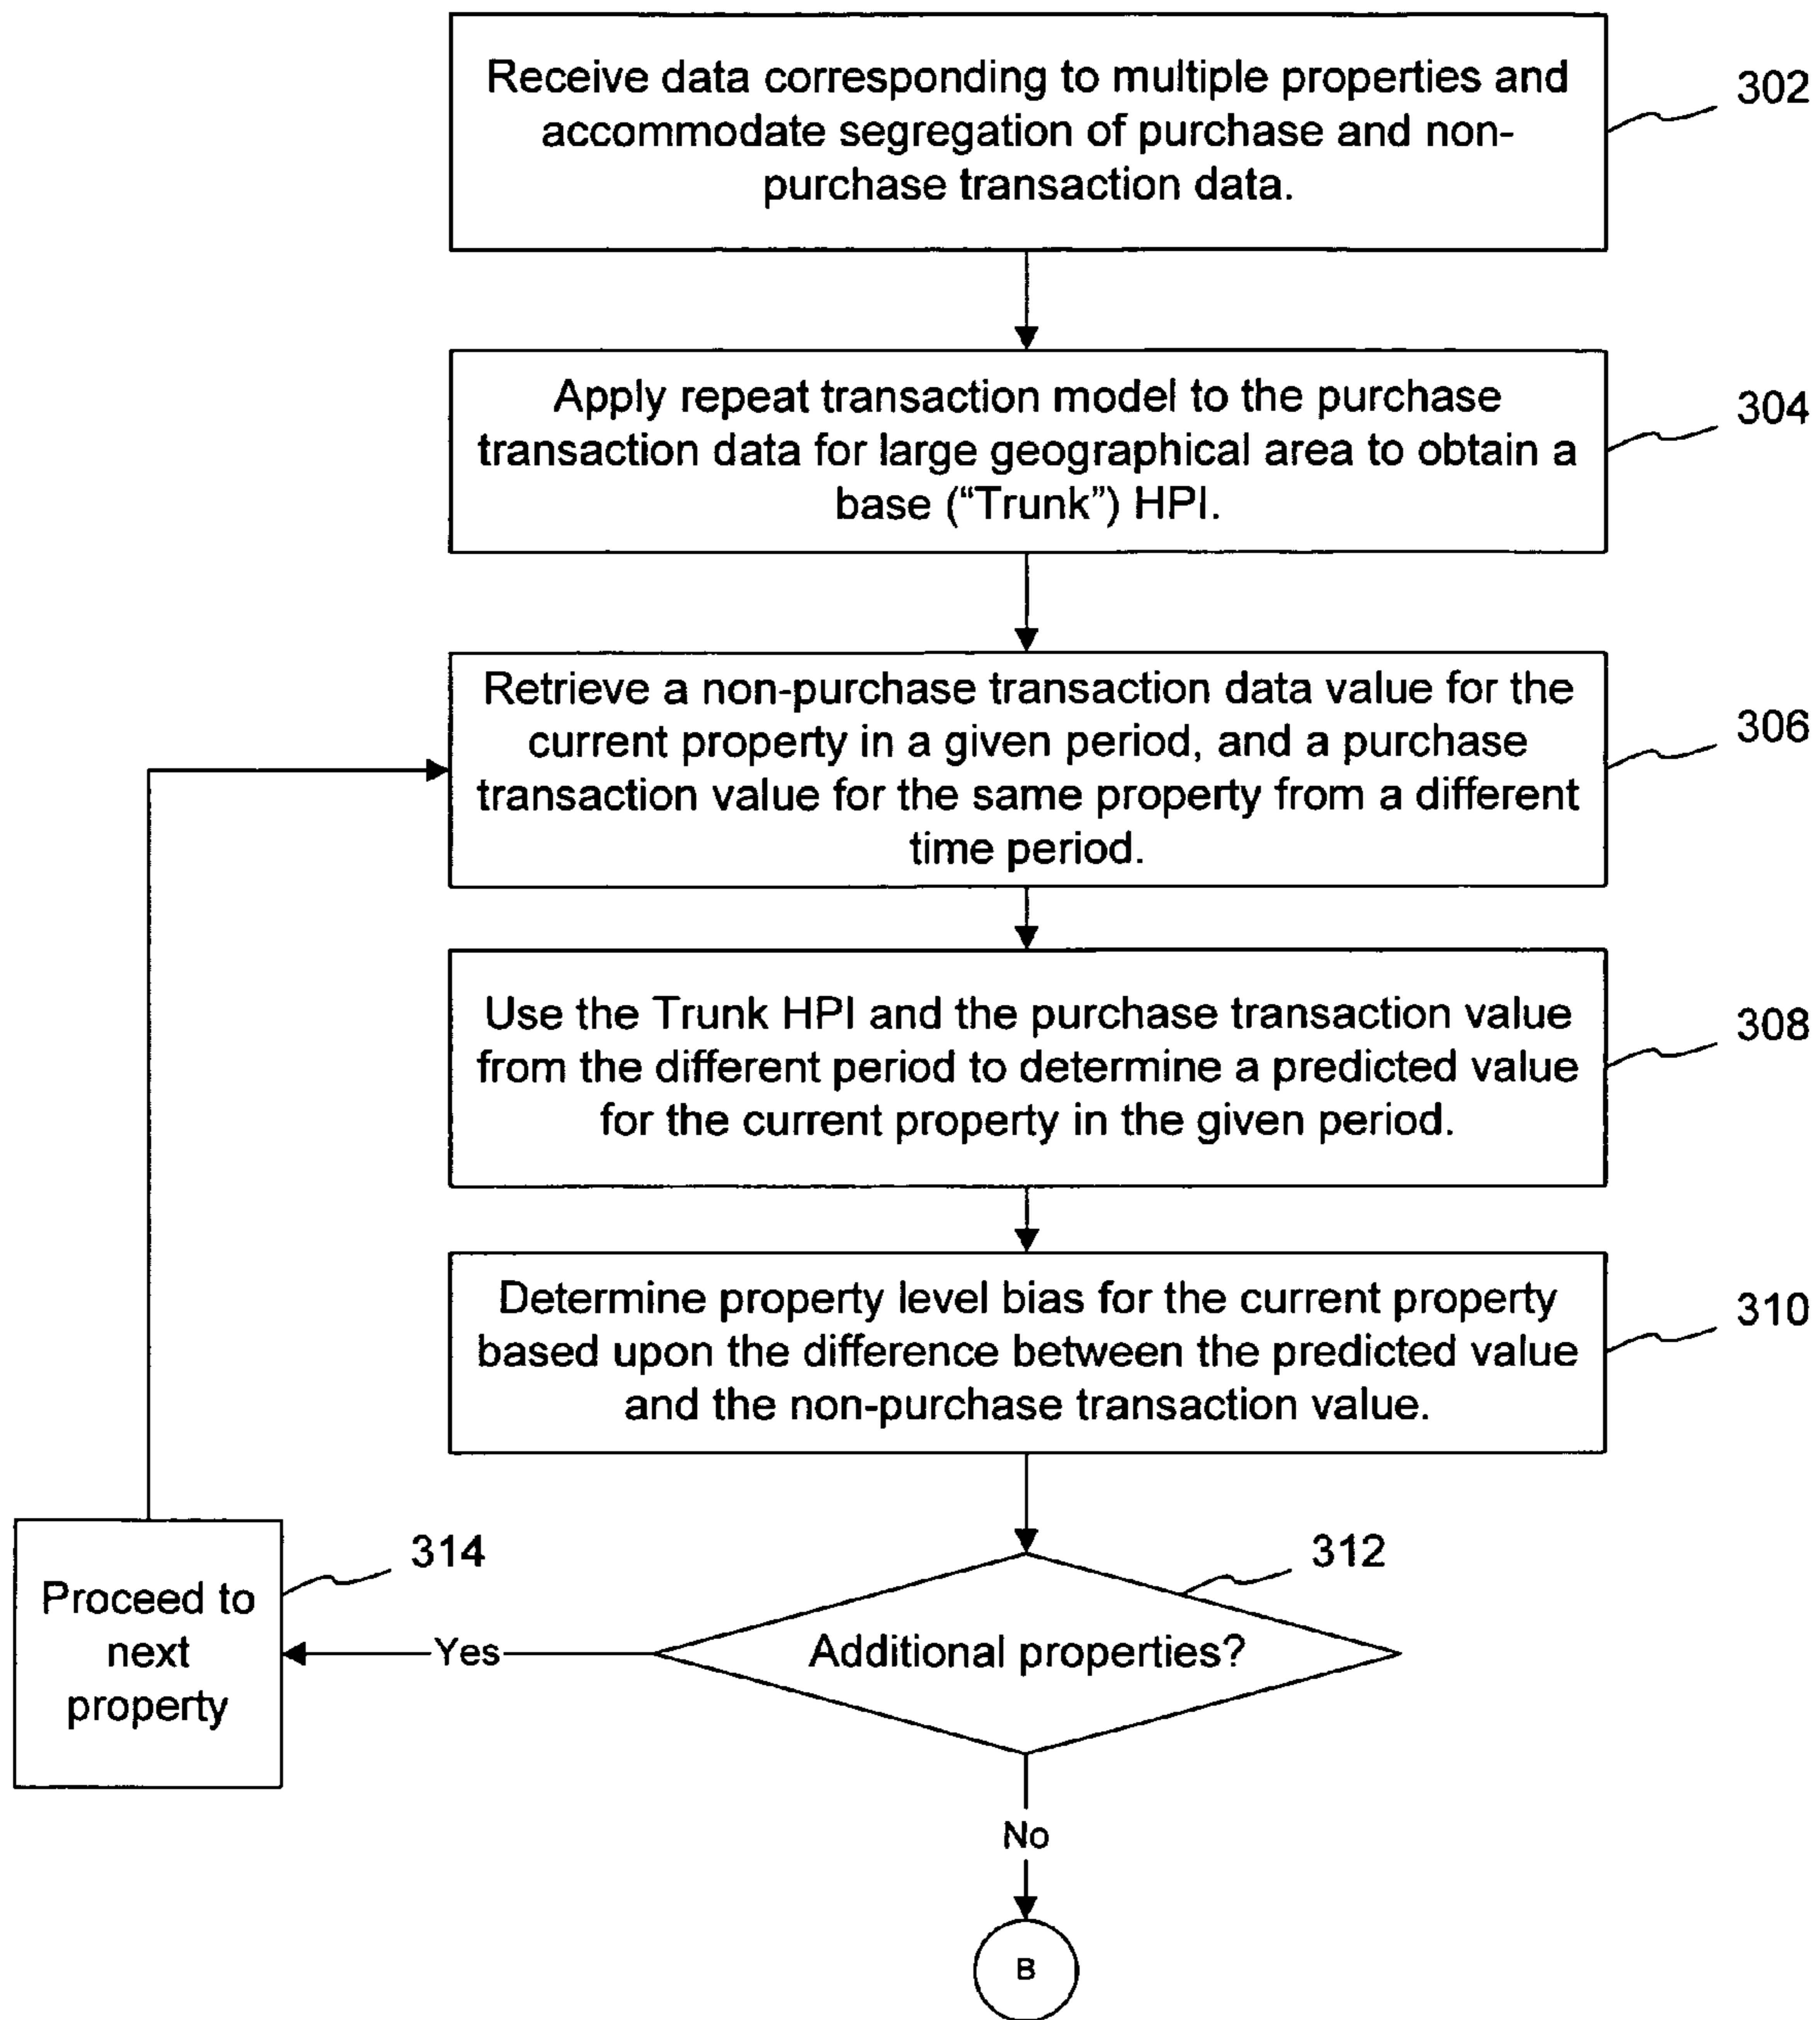 Receive data corresponding to multiple properties and
accommodate segregation of purchase and non-
purchase transaction data.
302
Apply repeat transaction model to the purchase
transaction data for large geographical area to obtain a
base (“Trunk”) HPI.
304
Retrieve a non-purchase transaction data value for the
current property in a given period, and a purchase
transaction value for the same property from a different
time period.
306
Use the Trunk HPI and the purchase transaction value
from the different period to determine a predicted value
for the current property in the given period.
308
Determine property level bias for the current property
based upon the difference between the predicted value
and the non-purchase transaction value.
310
314
Proceed to
next
property
Yes
312
Additional properties?
No
B